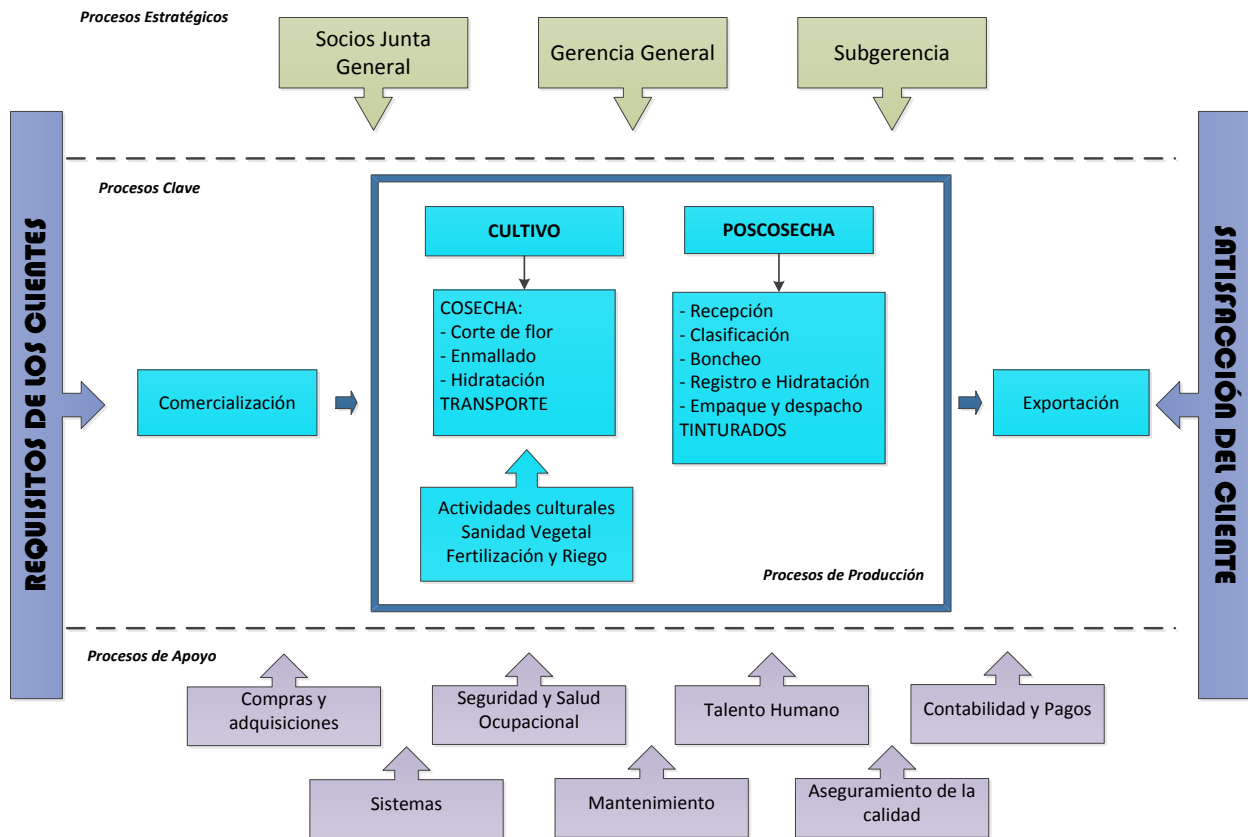 Procesos Estratégicos
Socios Junta
General
Gerencia General
Subgerencia
REQUISITOS DE LOS CLIENTES
Procesos Clave
CULTIVO
POSCOSECHA
COSECHA:
- Corte de flor
- Enmallado
- Hidratación
TRANSPORTE
- Recepción
- Clasificación
- Boncheo
- Registro e Hidratación
- Empaque y despacho
TINTURADOS
Comercialización
Exportación
Actividades culturales
Sanidad Vegetal
Fertilización y Riego
Procesos de Producción
SATISFACCIÓN DEL CLIENTE
Procesos de Apoyo
Compras y
adquisiciones
Seguridad y Salud
Ocupacional
Talento Humano
Contabilidad y Pagos
Sistemas
Mantenimiento
Aseguramiento de la
calidad